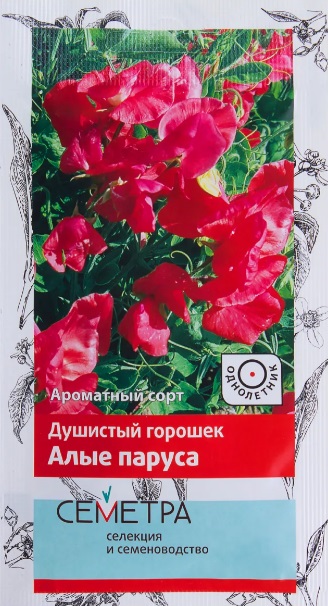 ОДНОЛЕТНИК
Ароматный сорт
Душистый горошек
Алые паруса
СЕМЕТРА
селекция
и семеноводство